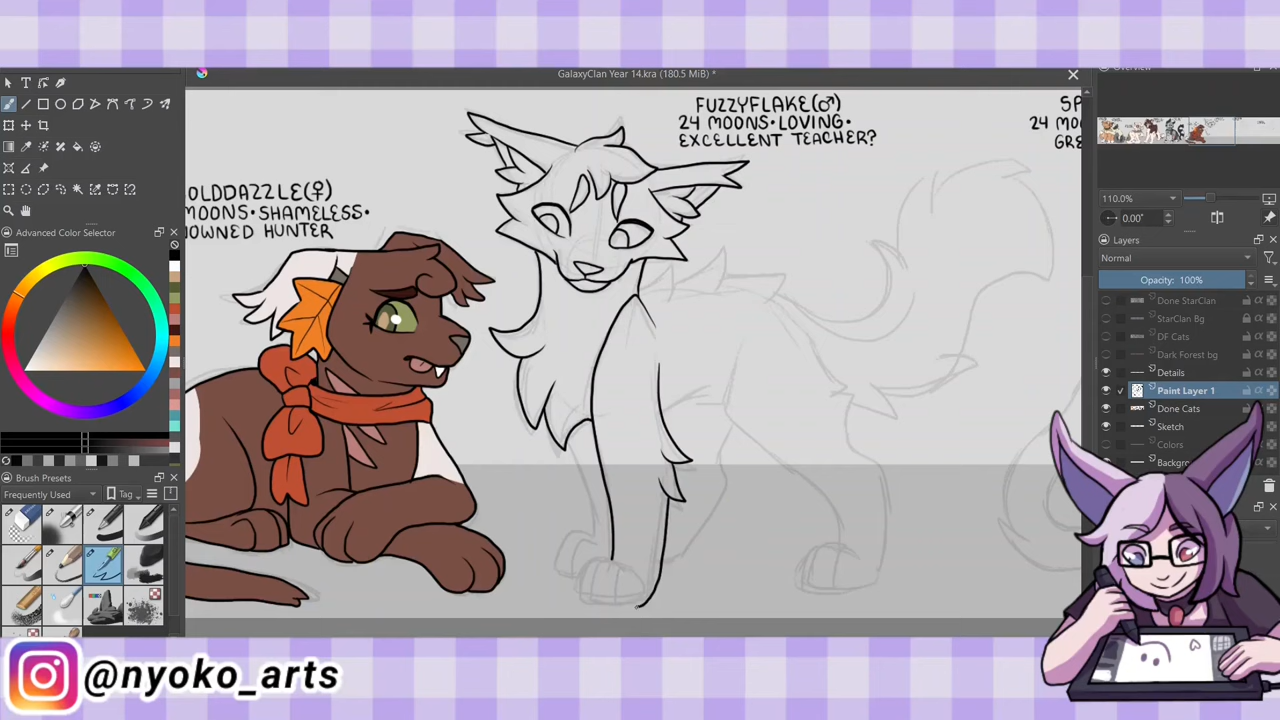 GalaxyClan Year 14.kra (180.5 MiB) *
FUZZYFLAKE(♂)
24 MOONS•LOVING•
EXCELLENT TEACHER?
24
OLDDAZZLE(♀)
MOONS•SHAMELESS•
OWNED HUNTER
Advanced Color Selector
Brush Presets
Frequently Used
Tag
110.0%
0.00°
Layers
Normal
Opacity: 100%
Done StarClan
StarClan Bg
DF Cats
Dark Forest bg
Details
Paint Layer 1
Done Cats
Sketch
Colors
@nyoko_arts